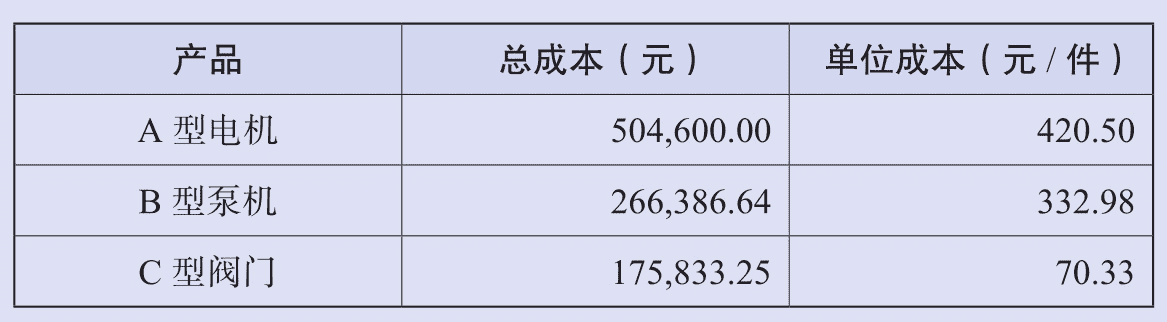 产品 总成本（元） 单位成本（元/件）
A 型电机 504,600.00 420.50
B 型泵机 266,386.64 332.98
C 型阀门 175,833.25 70.33